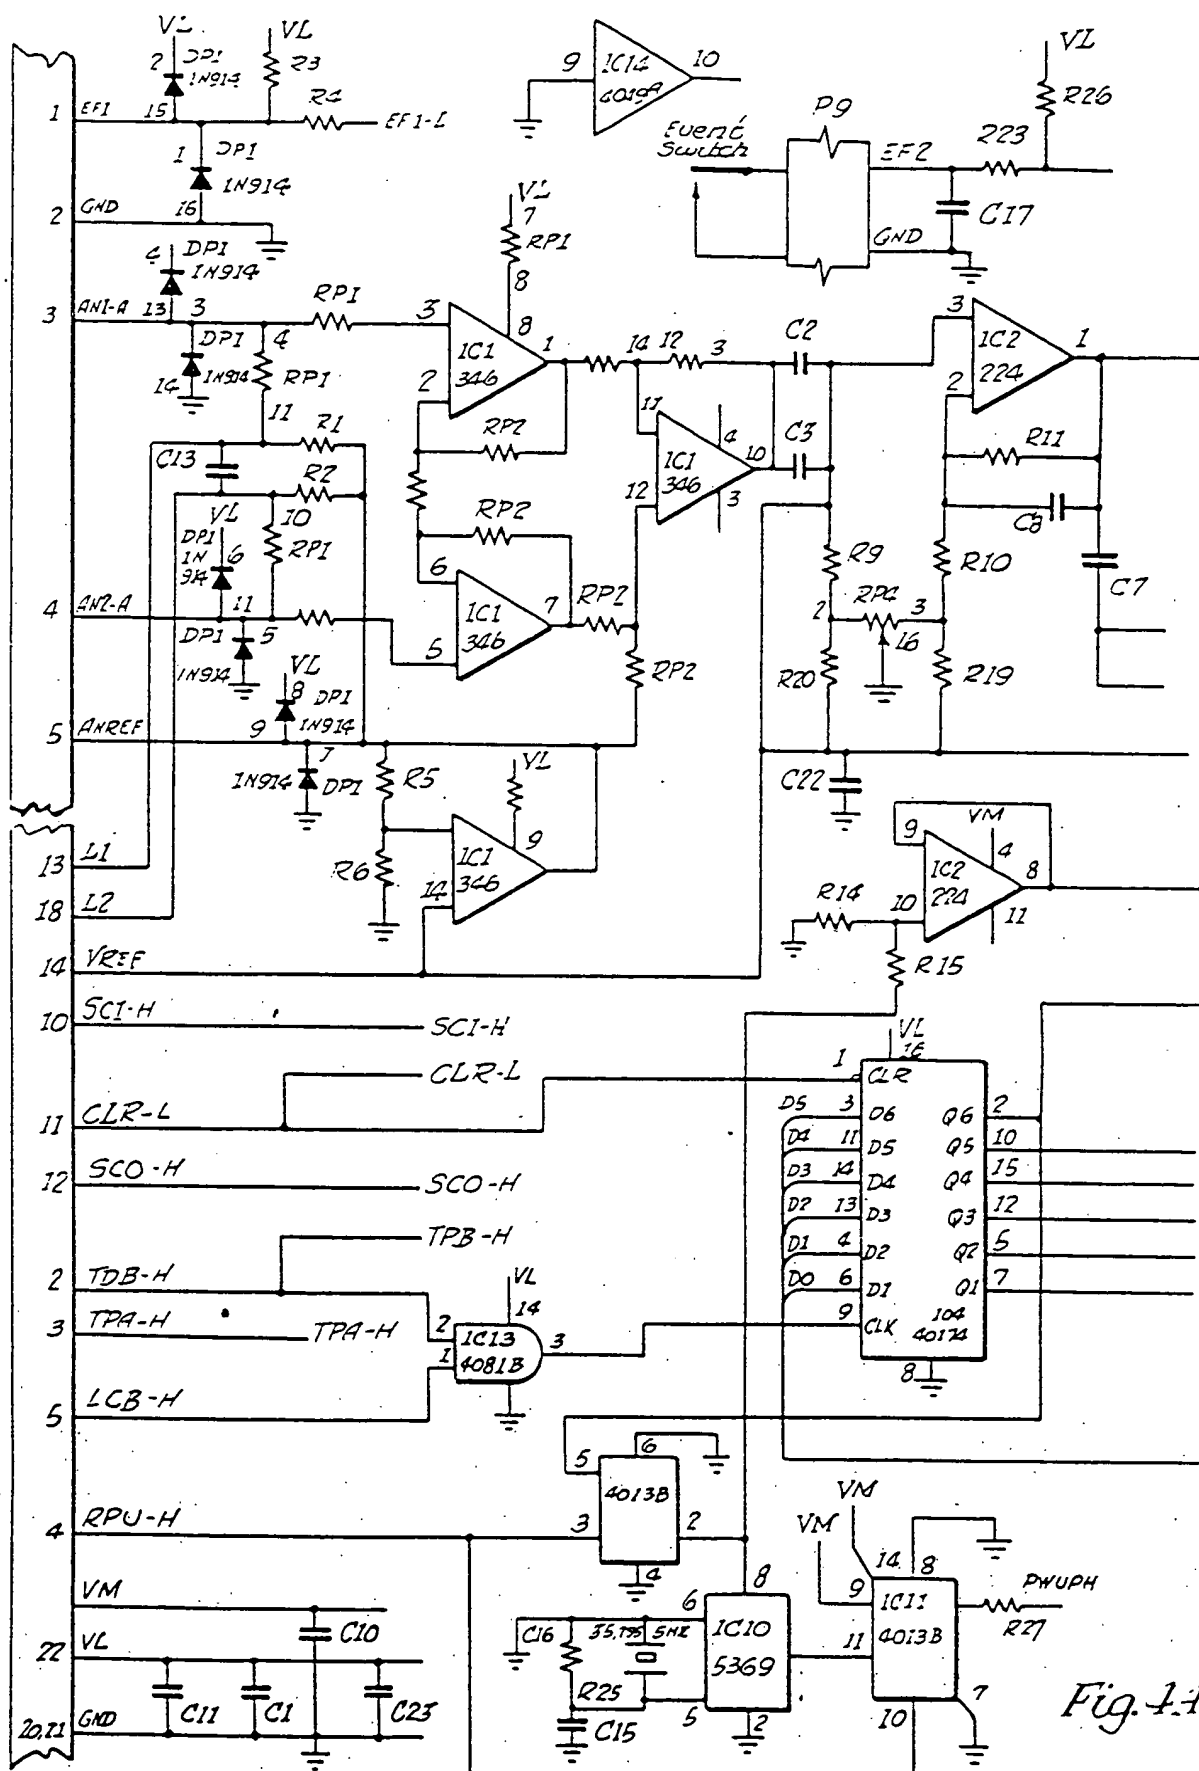 VL
2
DP1
1N914
VL
R3
9
IC14
4019A
10
VL
R26
1
EF1
15
R4
EF1-L
Event
Switch
P9
EF2
223
1
DP1
1N914
C17
2
GND
16
VL
7
RP1
GND
8
4
DP1
1N914
3
AN1-A
13
3
RP1
3
8
IC1
346
1
2
14
12
3
C2
3
IC2
224
1
2
14
DP1
1N914
4
RP1
11
R1
C13
R2
10
RP2
11
4
IC1
346
10
3
12
C3
R11
C8
VL
DP1
1N
914
6
RP1
RP2
R9
R10
C7
4
AN2-A
11
6
IC1
346
7
5
RP2
2
RP4
3
16
DP1
1N914
5
VL
8
DP1
1N914
RP2
R20
R19
5
ANREF
9
1N914
7
DP1
R5
VL
C22
9
VM
4
IC2
224
8
13
L1
R6
IC1
346
9
14
R14
10
11
18
L2
14
VREF
R15
10
SCI-H
SCI-H
VL
16
CLR-L
1
CLR
11
CLR-L
D5
3
D6
Q6
2
D4
11
D5
Q5
10
12
SCO-H
SCO-H
D3
14
D4
Q4
15
D2
13
D3
Q3
12
TPB-H
D1
4
D2
Q2
5
2
TDB-H
VL
14
D0
6
D1
Q1
7
3
TPA-H
TPA-H
2
IC13
4081B
3
1
9
CLK
104
40174
8
5
LCB-H
6
5
4013B
VM
VM
4
RPU-H
3
2
4
14
8
8
VM
6
9
IC11
4013B
PWUPH
R27
C10
C16
35,795
5HZ
IC10
5369
11
22
VL
R25
C11
C1
C23
C15
5
2
10
7
20,21
GND
Fig. 4A